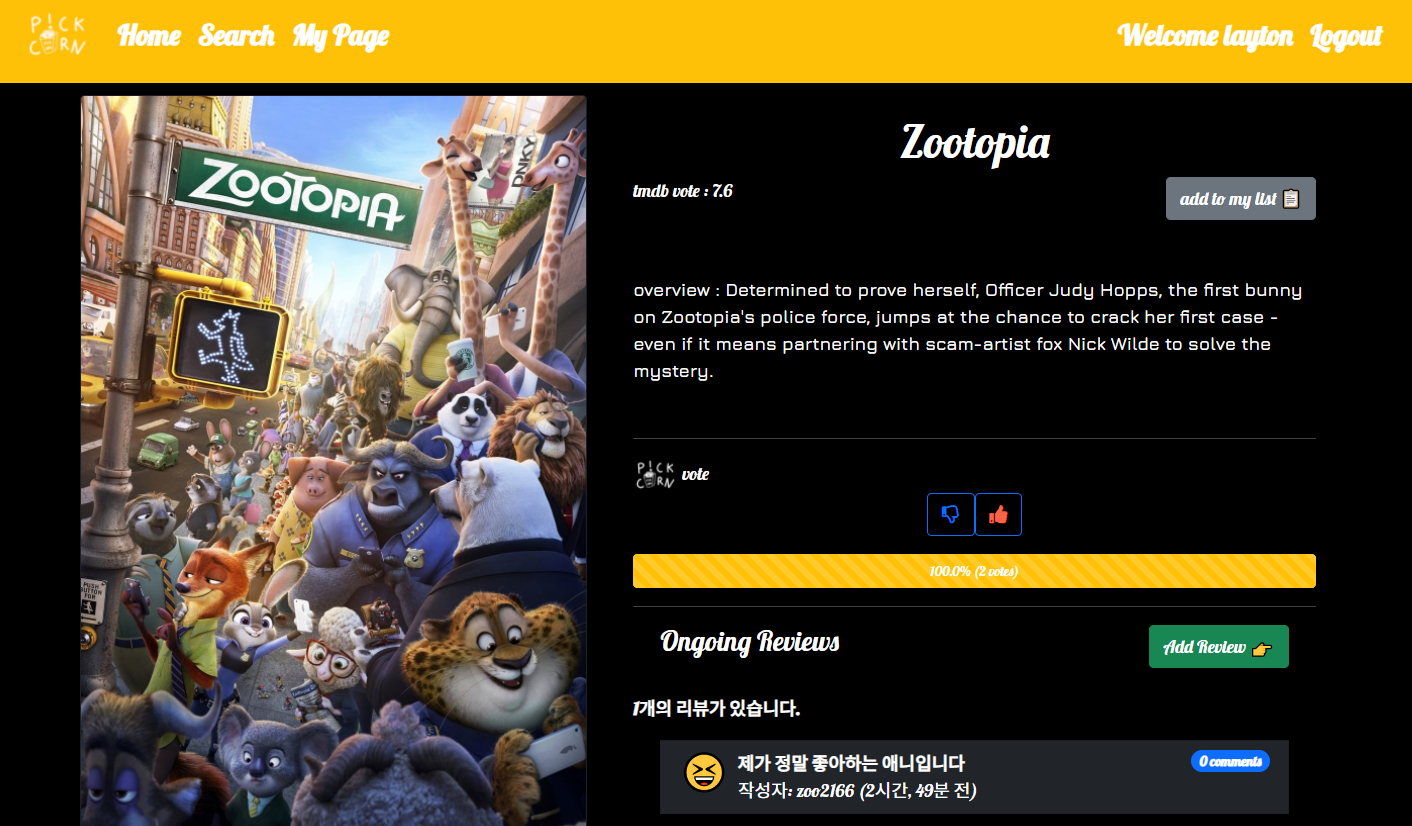 P!CK
CORN
Home Search My Page
Welcome layton Logout
ZOOTOPIA
DNKY
PUSH
BUTTON
FOR
Zootopia
tmdb vote : 7.6
add to my list
overview : Determined to prove herself, Officer Judy Hopps, the first bunny
on Zootopia's police force, jumps at the chance to crack her first case -
even if it means partnering with scam-artist fox Nick Wilde to solve the
mystery.
P!CK
CORN
vote
100.0% (2 votes)
Ongoing Reviews
Add Review
1개의 리뷰가 있습니다.
제가 정말 좋아하는 애니입니다
0 comments
작성자: zoo2166 (2시간, 49분 전)